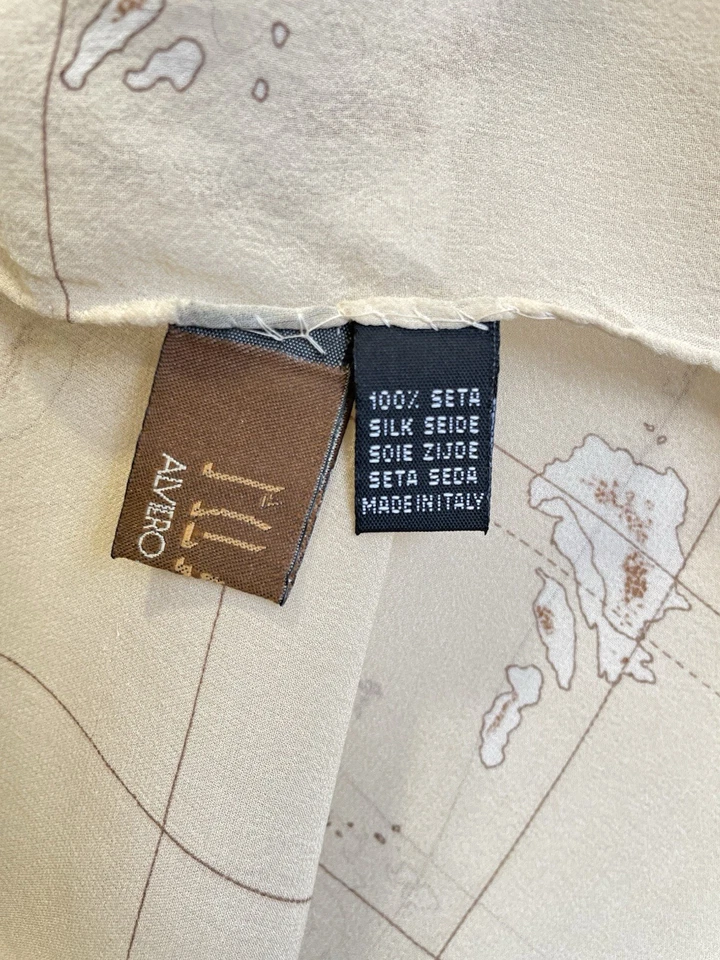 ALVIERO
100% SETA
SILK SEIDE
SOIE ZIJDE
SETA SEDA
MADE IN ITALY